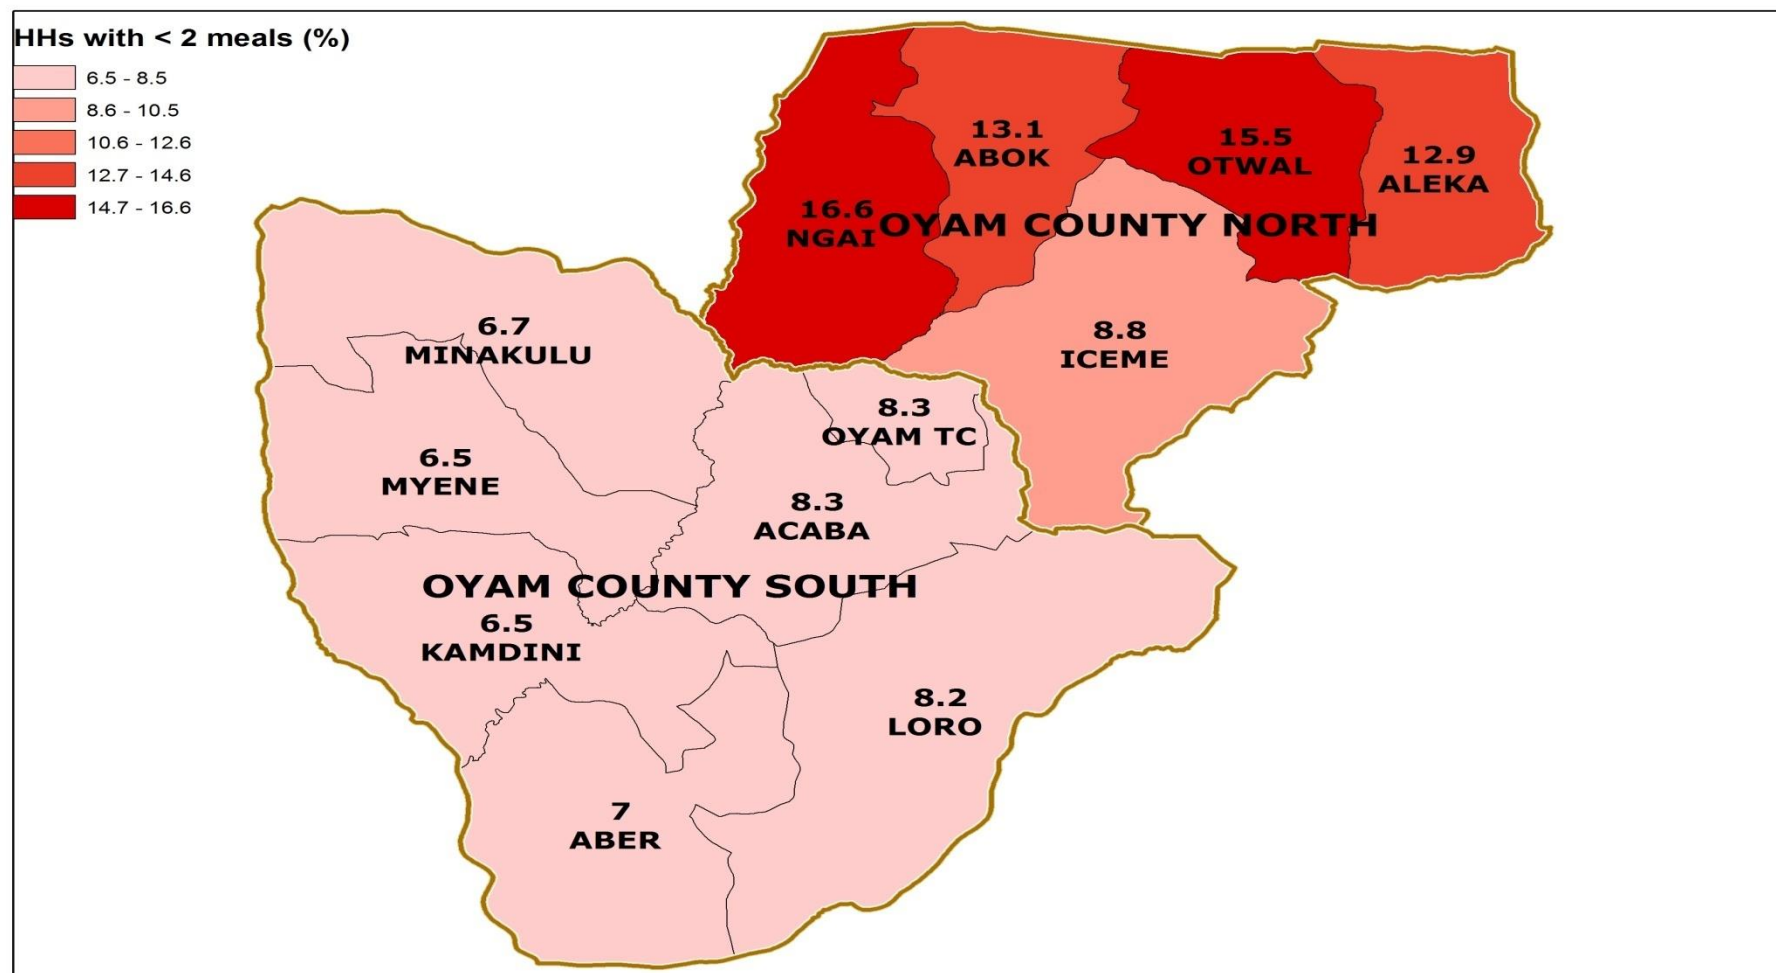 HHs with < 2 meals (%)
6.5 - 8.5
8.6 - 10.5
10.6 - 12.6
12.7 - 14.6
14.7 - 16.6
13.1
ABOK
15.5
OTWAL
12.9
ALEKA
16.6
NGAI
OYAM COUNTY NORTH
6.7
MINAKULU
8.8
ICEME
8.3
OYAM TC
6.5
MYENE
8.3
ACABA
OYAM COUNTY SOUTH
6.5
KAMDINI
8.2
LORO
7
ABER